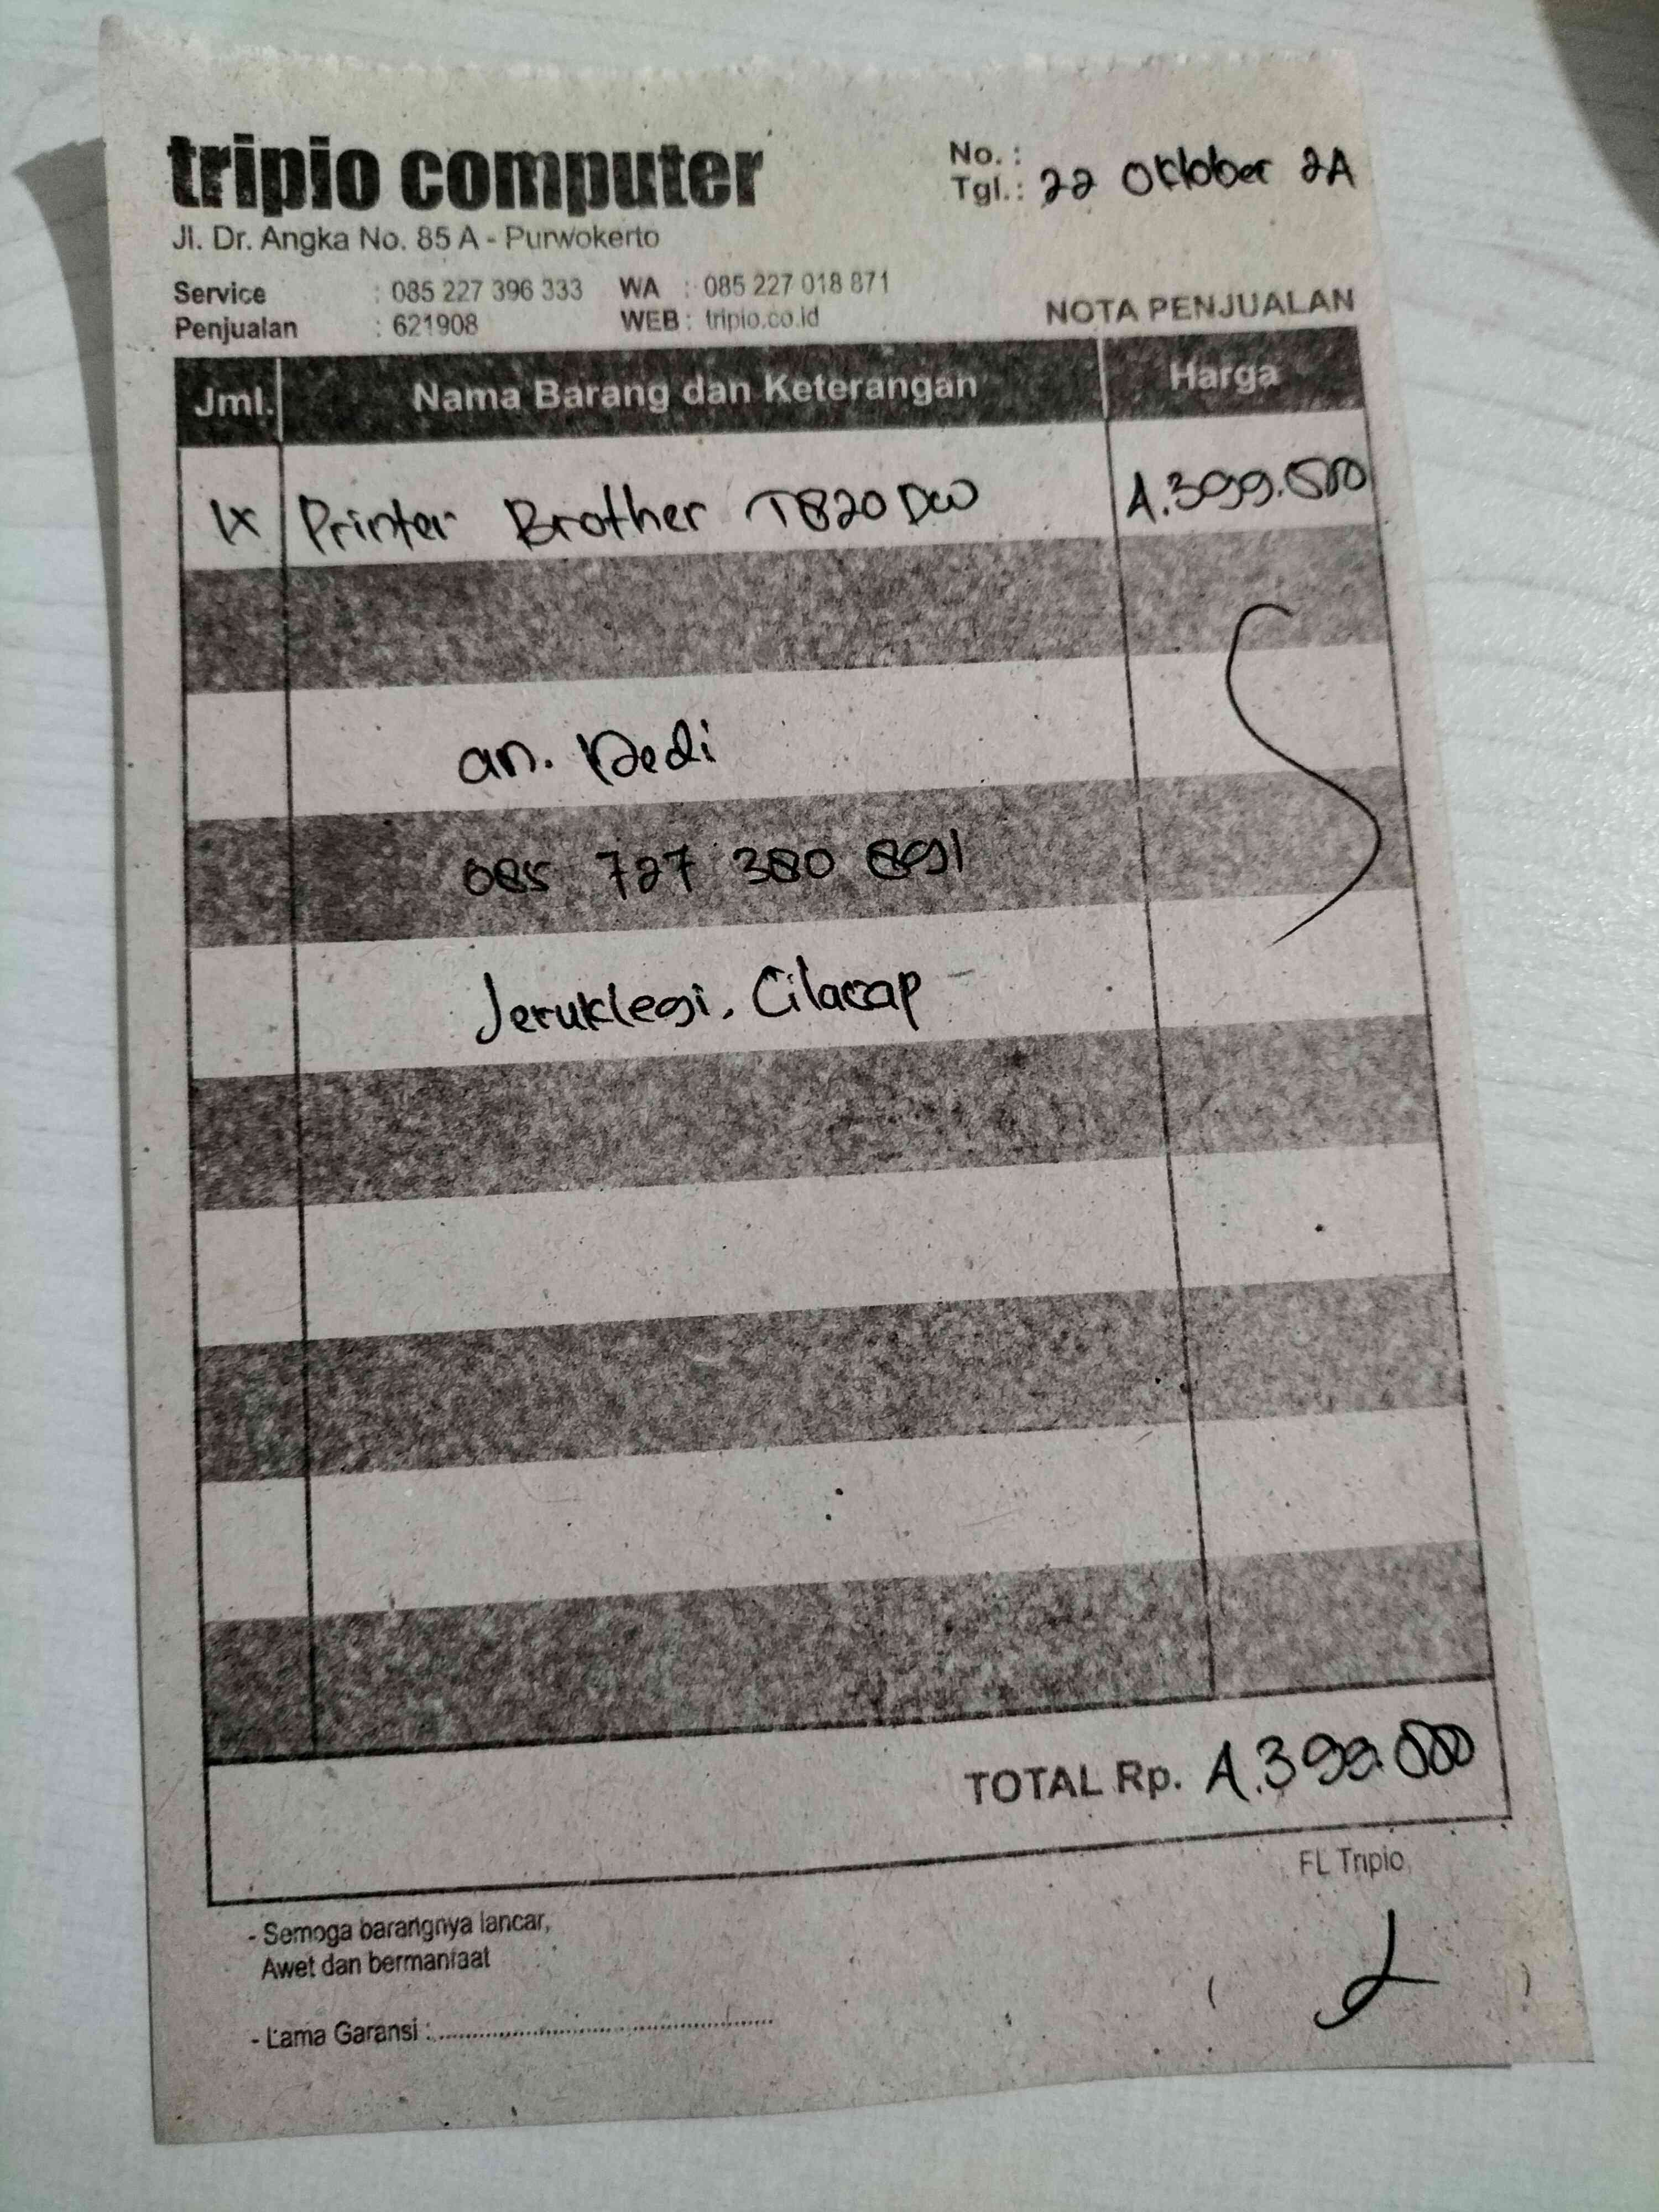 tripio computer
Jl. Dr. Angka No. 85 A - Purwokerto
No. :
Tgl. : 22 Oktober 24
Service : 085 227 396 333 WA : 085 227 018 871
Penjualan : 621908 WEB : tripio.co.id
NOTA PENJUALAN
Jml. Nama Barang dan Keterangan Harga
1x Printer Brother T820DW 4.399.000
an. Dedi
085 727 380 891
Jeruklegi, Cilacap
TOTAL Rp. 4.399.000
FL Tripio
- Semoga barangnya lancar,
Awet dan bermanfaat
- Lama Garansi : ..........................................
( )